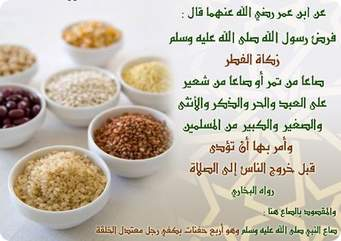 عن ابن عمر رضي الله عنهما قال :
فرض رسول الله صلى الله عليه وسلم
زكاة الفطر
صاعا من تمر أو صاعا من شعير
على العبد والحر والذكر والأنثى
والصغير والكبير من المسلمين
وأمر بها أن تؤدى
قبل خروج الناس إلى الصلاة
رواه البخاري
والمقصود بالصاع هنا :
صاع النبي صلى الله عليه وسلم وهو أربع حفنات بكفي رجل معتدل الخلقة